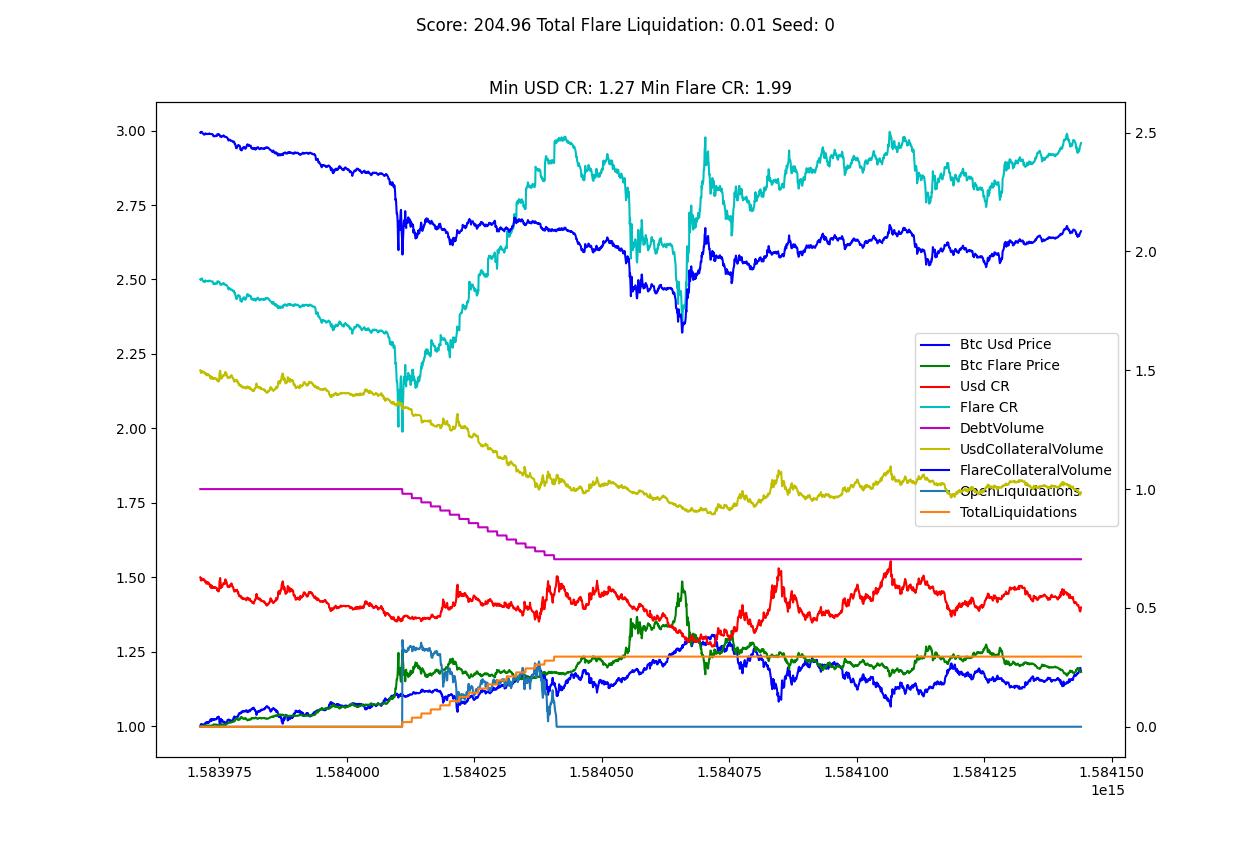 Score: 204.96 Total Flare Liquidation: 0.01 Seed: 0
Min USD CR: 1.27 Min Flare CR: 1.99
3.00
2.75
2.50
2.25
2.00
1.75
1.50
1.25
1.00
2.5
2.0
1.5
1.0
0.5
0.0
Btc Usd Price
Btc Flare Price
Usd CR
Flare CR
DebtVolume
UsdCollateralVolume
FlareCollateralVolume
OpenLiquidations
TotalLiquidations
1.583975 1.584000 1.584025 1.584050 1.584075 1.584100 1.584125 1.584150
1e15